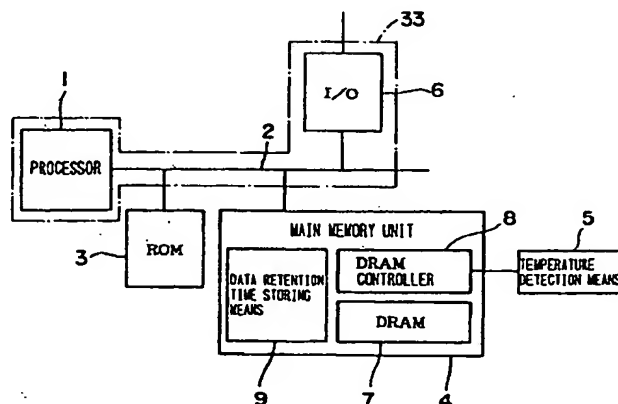 33
1
I/O
6
2
PROCESSOR
MAIN MEMORY UNIT
8
5
3
ROM
DATA RETENTION
TIME STORING
MEANS
DRAM
CONTROLLER
TEMPERATURE
DETECTION MEANS
DRAM
9
7
4